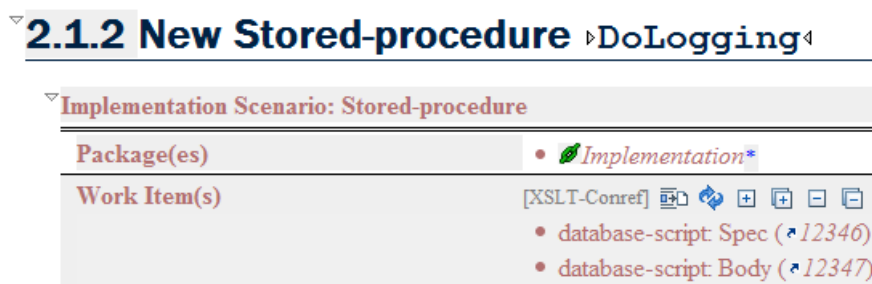 2.1.2 New Stored-procedure DoLogging
Implementation Scenario: Stored-procedure
Package(es)
• Implementation*
Work Item(s)
[XSLT-Conref]
• database-script: Spec (12346)
• database-script: Body (12347)